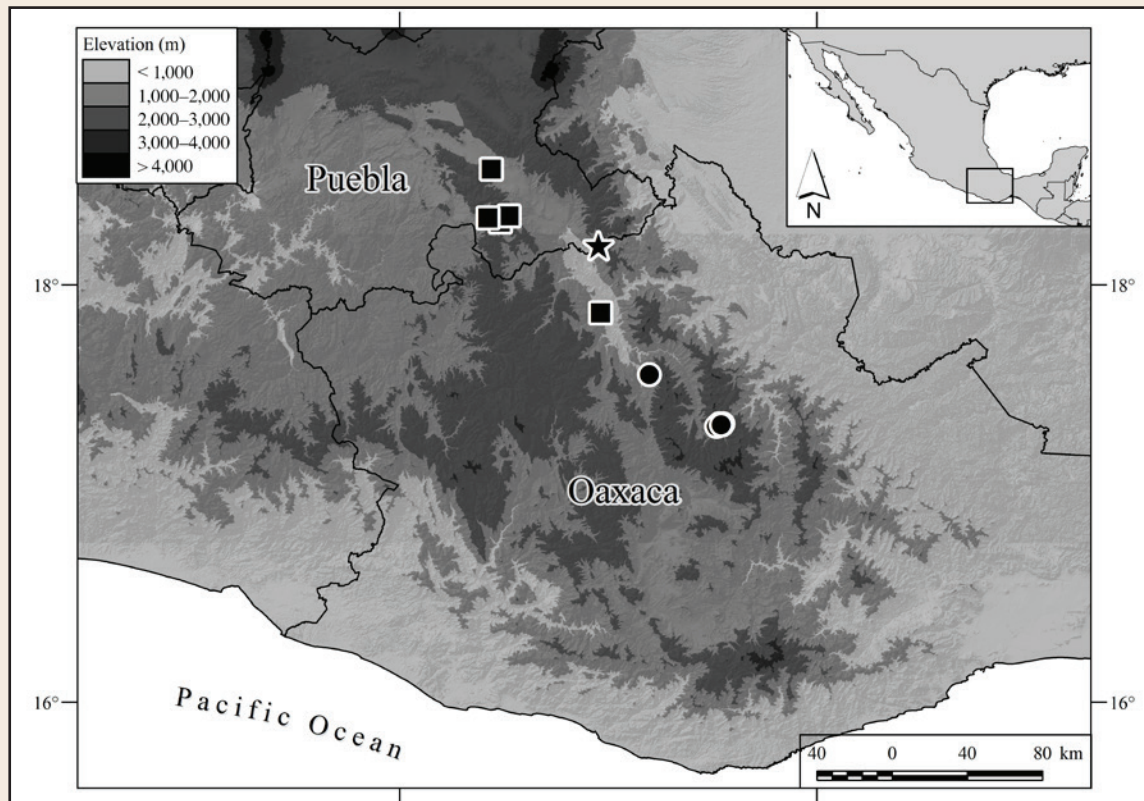 Elevation (m)
< 1,000
1,000–2,000
2,000–3,000
3,000–4,000
> 4,000
N
Puebla
18°
18°
Oaxaca
16°
16°
Pacific Ocean
40 0 40 80 km